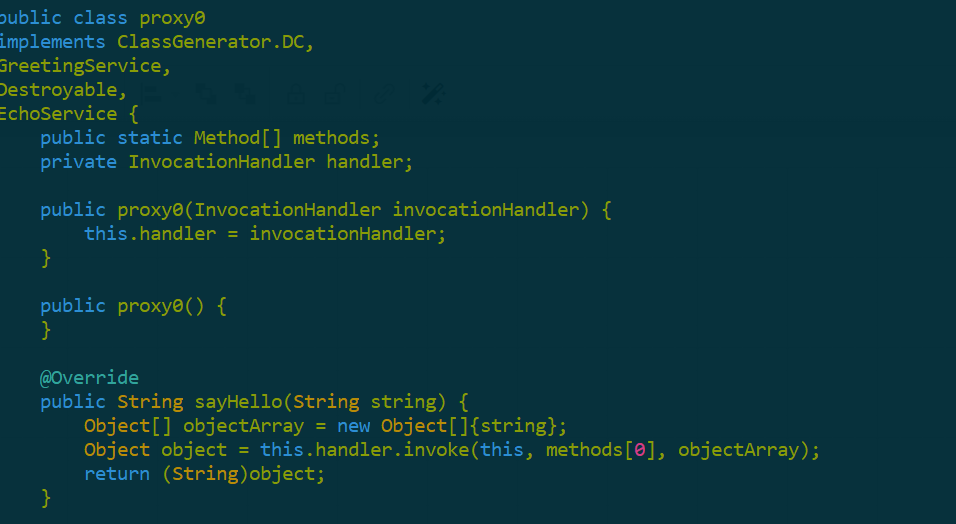 public class proxy0
implements ClassGenerator.DC,
GreetingService,
Destroyable,
EchoService {
    public static Method[] methods;
    private InvocationHandler handler;

    public proxy0(InvocationHandler invocationHandler) {
        this.handler = invocationHandler;
    }

    public proxy0() {
    }

    @Override
    public String sayHello(String string) {
        Object[] objectArray = new Object[]{string};
        Object object = this.handler.invoke(this, methods[0], objectArray);
        return (String)object;
    }